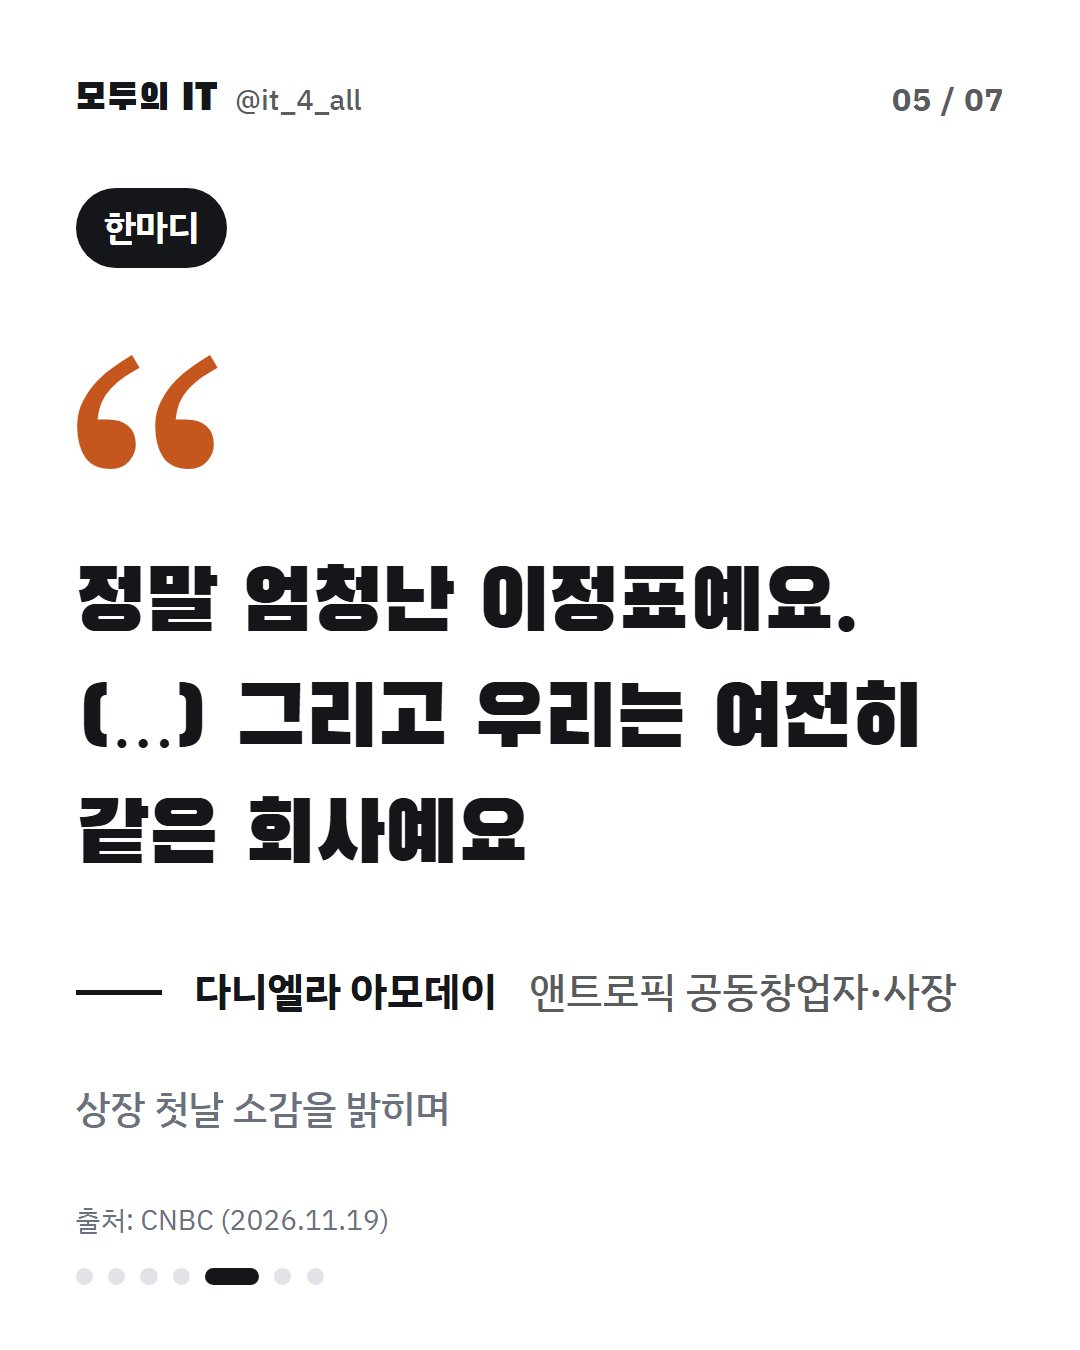 모두의 IT @it_4_all 05 / 07
한마디
“
정말 엄청난 이정표예요.
(...) 그리고 우리는 여전히
같은 회사예요
다니엘라 아모데이 앤트로픽 공동창업자·사장
상장 첫날 소감을 밝히며
출처: CNBC (2026.11.19)